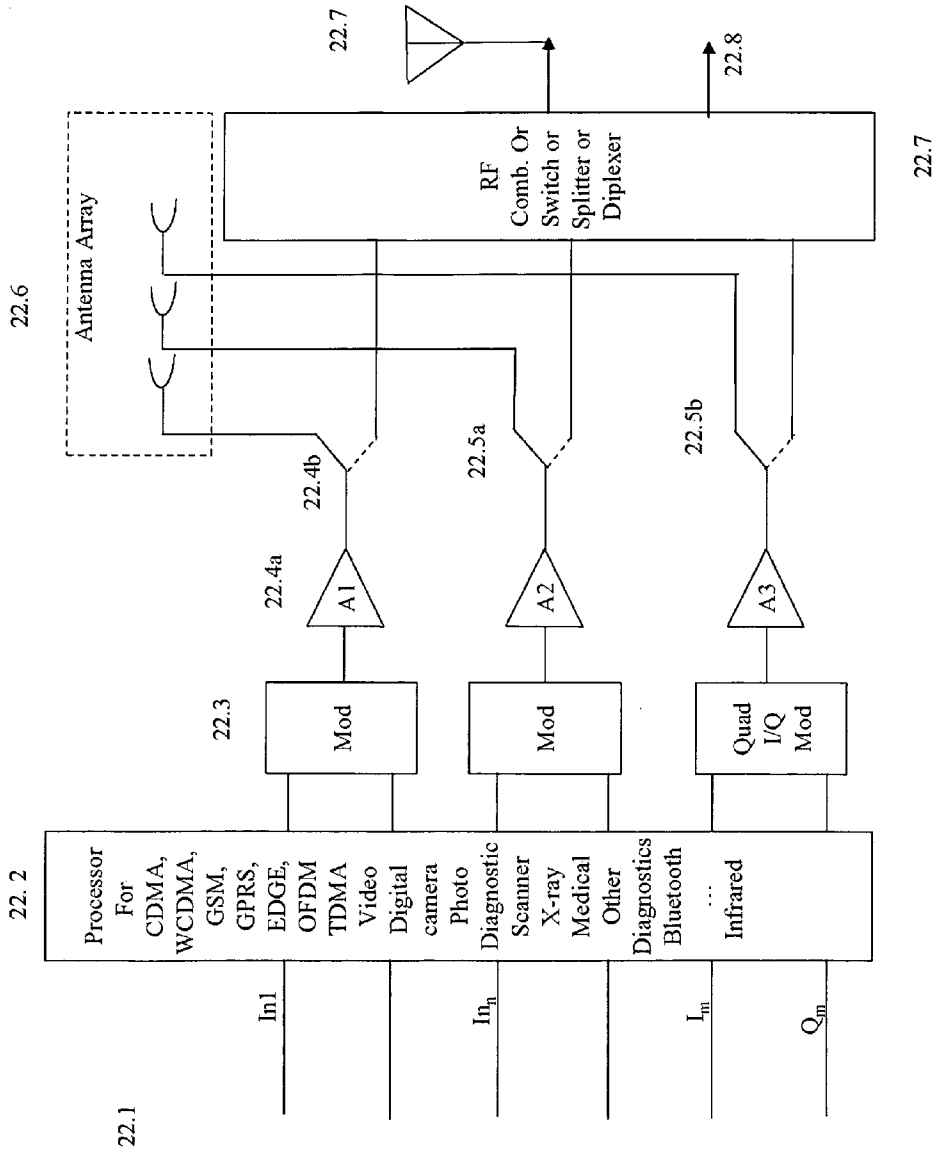 22.1
22. 2
Processor
For
CDMA,
WCDMA,
GSM,
GPRS,
EDGE,
OFDM
TDMA
Video
Digital
camera
Photo
Diagnostic
Scanner
X-ray
Medical
Other
Diagnostics
Bluetooth
...
Infrared
In1
Inn
Im
Qm
22.3
Mod
Mod
Quad
I/Q
Mod
22.4a
A1
A2
A3
22.4b
22.5a
22.5b
22.6
Antenna Array
RF
Comb. Or
Switch or
Splitter or
Diplexer
22.7
22.8
22.7